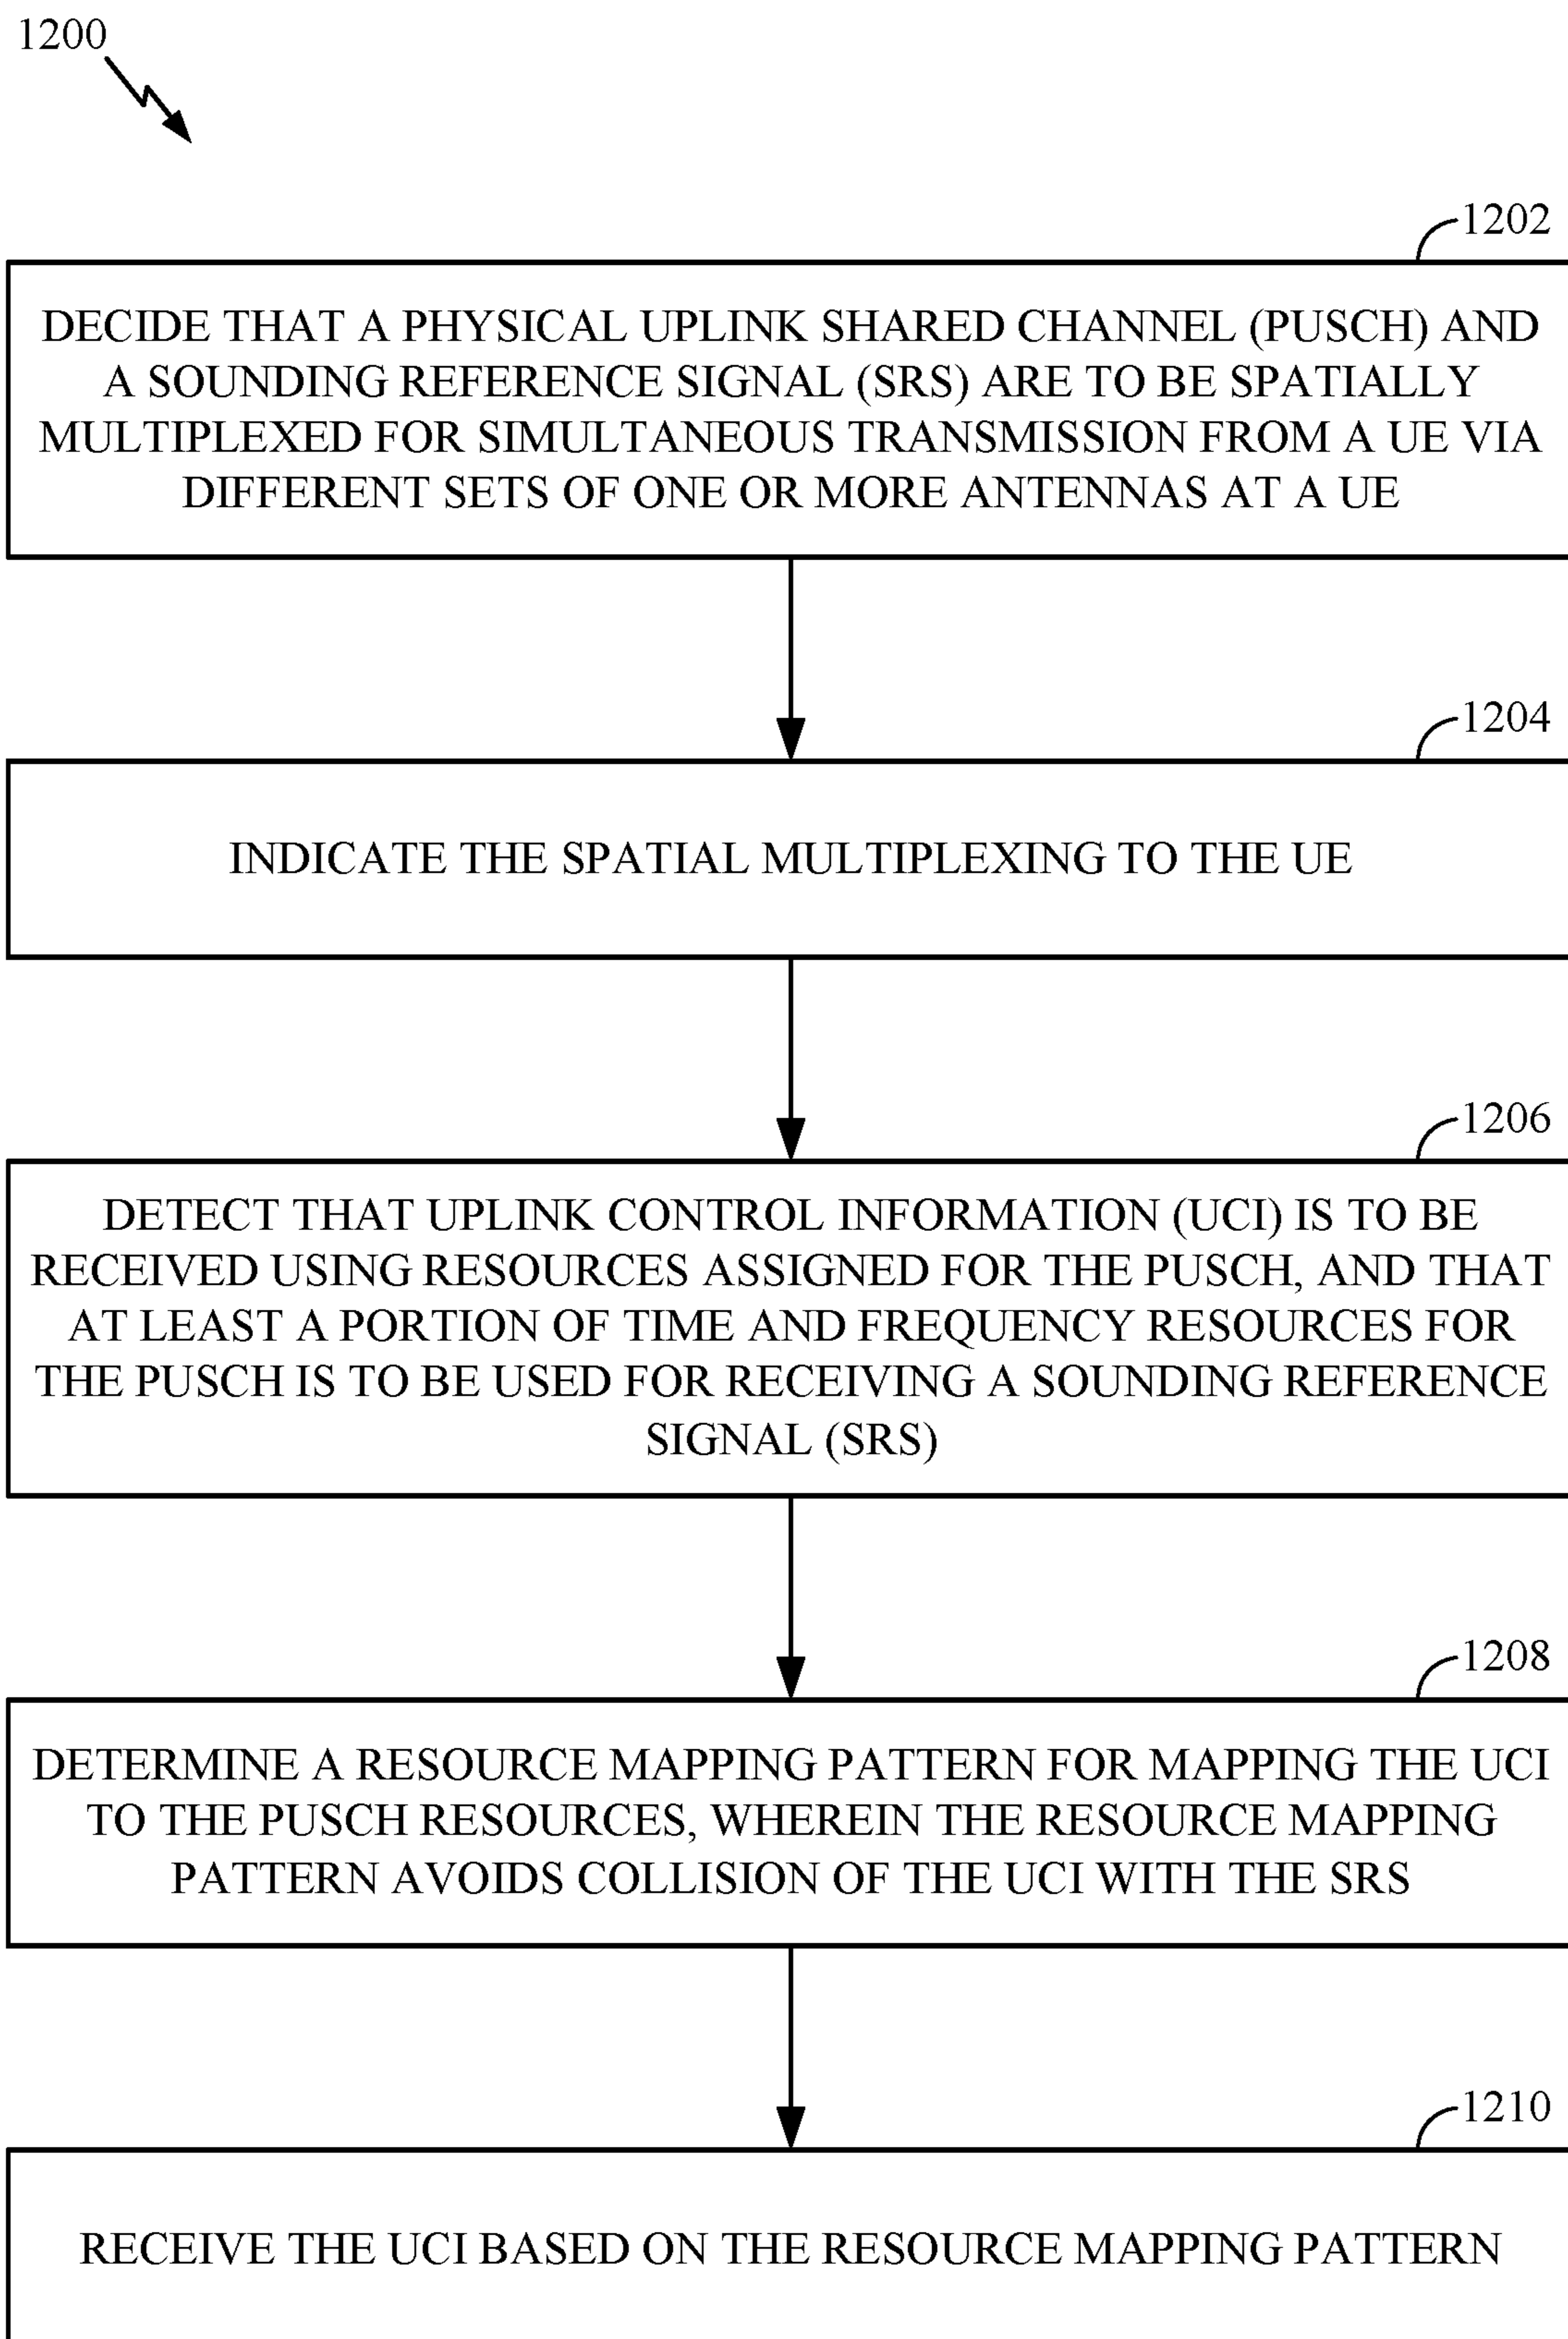 1200
1202
DECIDE THAT A PHYSICAL UPLINK SHARED CHANNEL (PUSCH) AND
A SOUNDING REFERENCE SIGNAL (SRS) ARE TO BE SPATIALLY
MULTIPLEXED FOR SIMULTANEOUS TRANSMISSION FROM A UE VIA
DIFFERENT SETS OF ONE OR MORE ANTENNAS AT A UE
1204
INDICATE THE SPATIAL MULTIPLEXING TO THE UE
1206
DETECT THAT UPLINK CONTROL INFORMATION (UCI) IS TO BE
RECEIVED USING RESOURCES ASSIGNED FOR THE PUSCH, AND THAT
AT LEAST A PORTION OF TIME AND FREQUENCY RESOURCES FOR
THE PUSCH IS TO BE USED FOR RECEIVING A SOUNDING REFERENCE
SIGNAL (SRS)
1208
DETERMINE A RESOURCE MAPPING PATTERN FOR MAPPING THE UCI
TO THE PUSCH RESOURCES, WHEREIN THE RESOURCE MAPPING
PATTERN AVOIDS COLLISION OF THE UCI WITH THE SRS
1210
RECEIVE THE UCI BASED ON THE RESOURCE MAPPING PATTERN